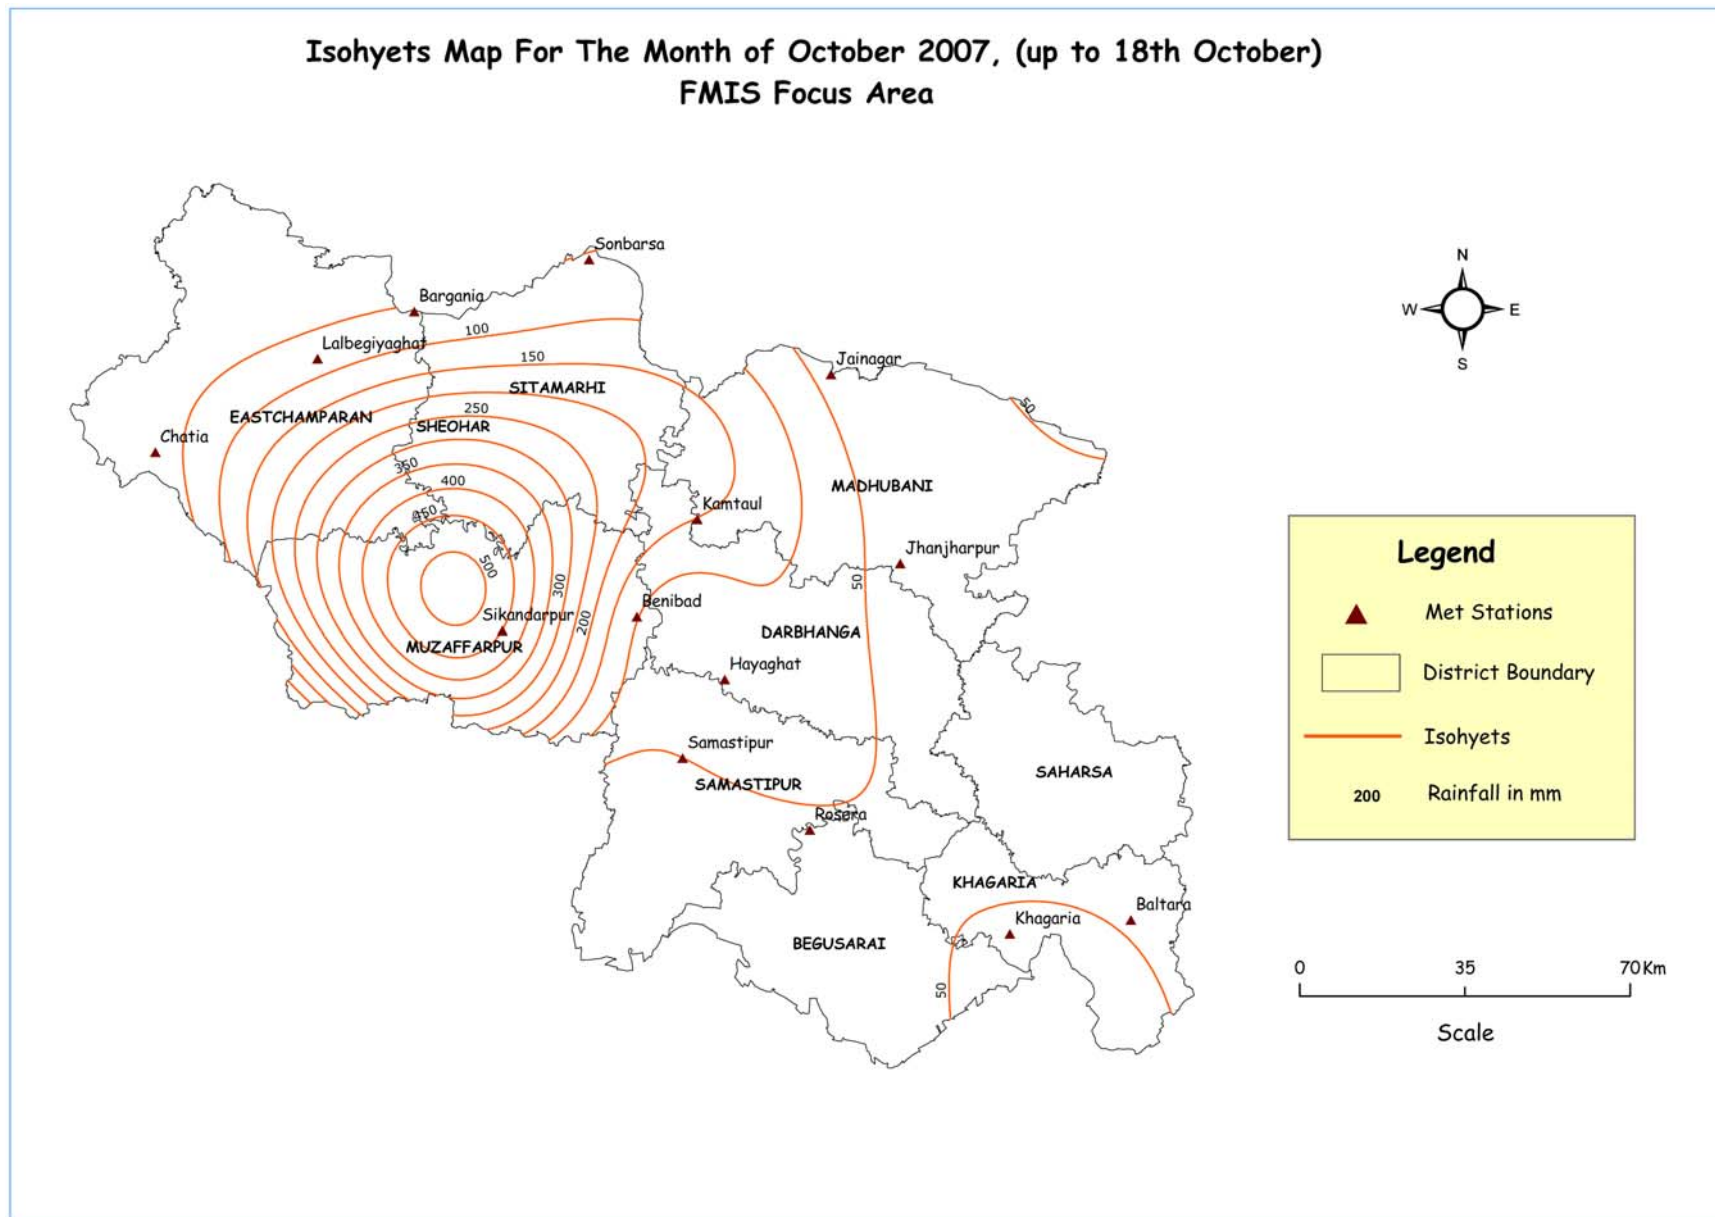 Isohyets Map For The Month of October 2007, (up to 18th October)
FMIS Focus Area
Sonbarsa
Bargania
100
Lalbegiyaghat
150
Jainagar
SITAMARHI
EASTCHAMPARAN
250
SHEOHAR
50
Chatia
350
400
MADHUBANI
450
Kamtaul
500
Jhanjharpur
300
50
Benibad
Sikandarpur
200
DARBHANGA
MUZAFFARPUR
Hayaghat
Samastipur
SAMASTIPUR
SAHARSA
Rosera
KHAGARIA
Baltara
Khagaria
BEGUSARAI
50
N
W
E
S
Legend
Met Stations
District Boundary
Isohyets
200 Rainfall in mm
0 35 70 Km
Scale